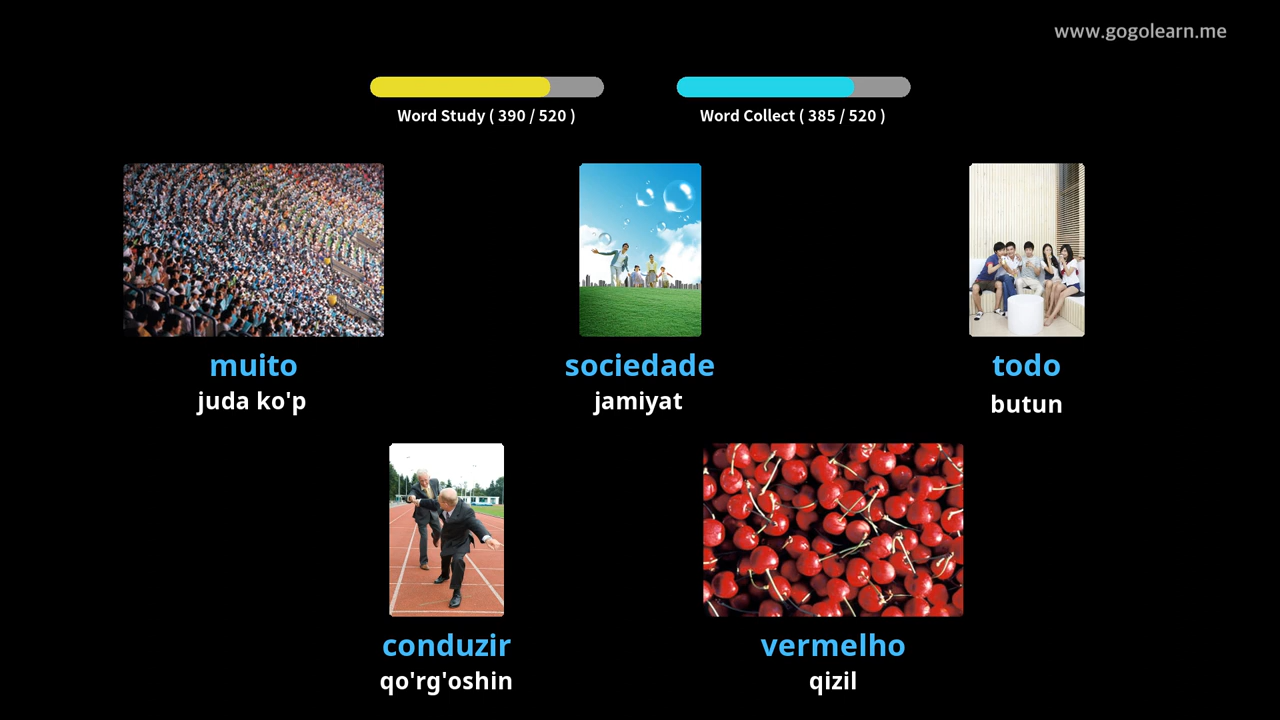 www.gogolearn.me
Word Study ( 390 / 520 )
Word Collect ( 385 / 520 )
muito
juda ko'p
sociedade
jamiyat
todo
butun
conduzir
qo'rg'oshin
vermelho
qizil